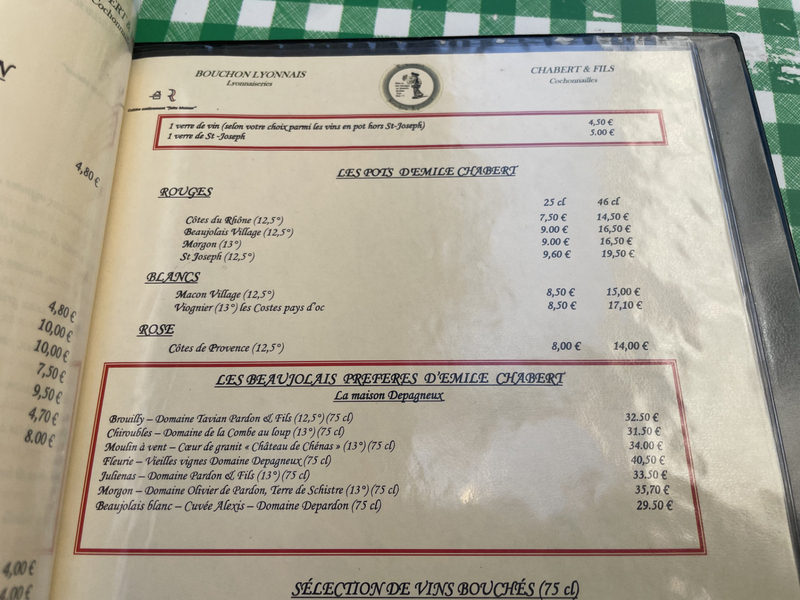 4,80 €
4,80 €
10,00 €
10,00 €
7,50 €
9,50 €
4,70 €
8.00 €
4,00 €
4,00 €
BOUCHON LYONNAIS
Lyonnaiseries
CHABERT & FILS
Cochonnailles
1 verre de vin (selon votre choix parmi les vins en pot hors St-Joseph) 4,50 €
1 verre de St -Joseph 5.00 €
LES POTS D'EMILE CHABERT
ROUGES
25 cl 46 cl
Côtes du Rhône (12,5°) 7,50 € 14,50 €
Beaujolais Village (12,5°) 9.00 € 16,50 €
Morgon (13°) 9.00 € 16,50 €
St Joseph (12,5°) 9,60 € 19,50 €
BLANCS
Macon Village (12,5°) 8,50 € 15,00 €
Viognier (13°) les Costes pays d'oc 8,50 € 17,10 €
ROSE
Côtes de Provence (12,5°) 8,00 € 14,00 €
LES BEAUJOLAIS PREFERES D'EMILE CHABERT
La maison Depagneux
Brouilly – Domaine Tavian Pardon & Fils (12,5°) (75 cl) 32.50 €
Chiroubles – Domaine de la Combe au loup (13°) (75 cl) 31.50 €
Moulin à vent – Cœur de granit « Château de Chénas » (13°) (75 cl) 34.00 €
Fleurie – Vieilles vignes Domaine Depagneux (75 cl) 40,50 €
Julienas – Domaine Pardon & Fils (13°) (75 cl) 33.50 €
Morgon – Domaine Olivier de Pardon, Terre de Schistre (13°) (75 cl) 35,70 €
Beaujolais blanc – Cuvée Alexis – Domaine Depardon (75 cl) 29.50 €
SÉLECTION DE VINS BOUCHÉS (75 cl)